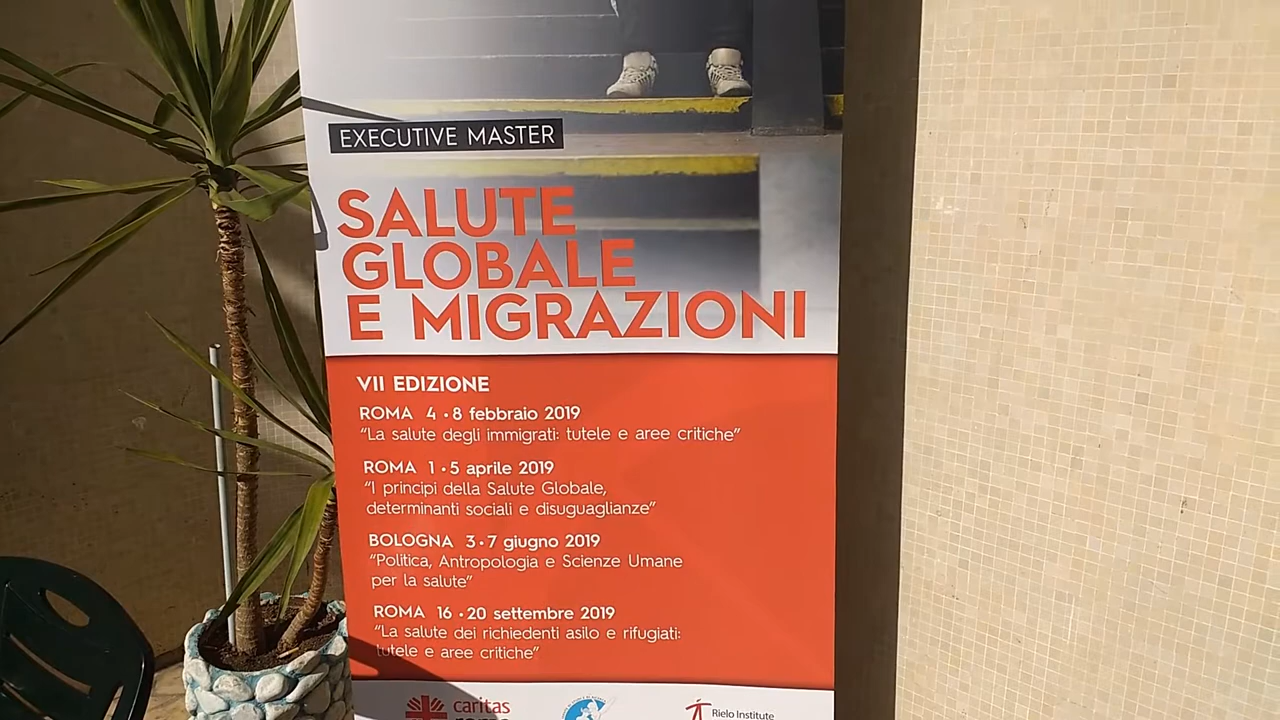 EXECUTIVE MASTER
SALUTE
GLOBALE
E MIGRAZIONI
VII EDIZIONE
ROMA 4 • 8 febbraio 2019
"La salute degli immigrati: tutele e aree critiche"
ROMA 1 • 5 aprile 2019
"I principi della Salute Globale,
determinanti sociali e disuguaglianze"
BOLOGNA 3 • 7 giugno 2019
"Politica, Antropologia e Scienze Umane
per la salute"
ROMA 16 • 20 settembre 2019
"La salute dei richiedenti asilo e rifugiati:
tutele e aree critiche"
caritas
Rielo Institute